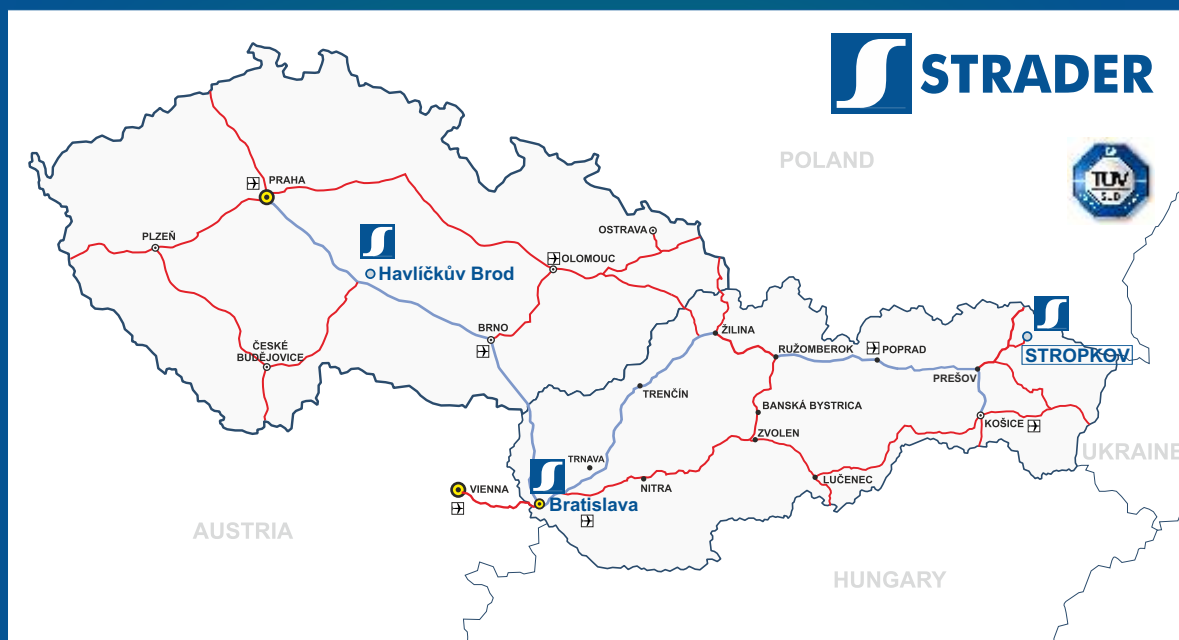 STRADER
POLAND
TÜV
SÜD
PRAHA
PLZEŇ
OSTRAVA
OLOMOUC
Havlíčkův Brod
BRNO
ČESKÉ
BUDĚJOVICE
ŽILINA
RUŽOMBEROK
POPRAD
STROPKOV
PREŠOV
TRENČÍN
BANSKÁ BYSTRICA
KOŠICE
ZVOLEN
UKRAINE
TRNAVA
LUČENEC
VIENNA
NITRA
Bratislava
AUSTRIA
HUNGARY